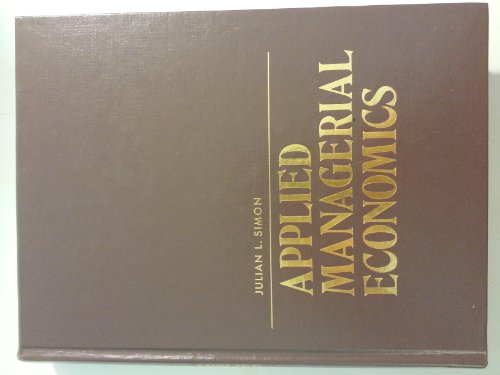 JULIAN L. SIMON
APPLIED
MANAGERIAL
ECONOMICS